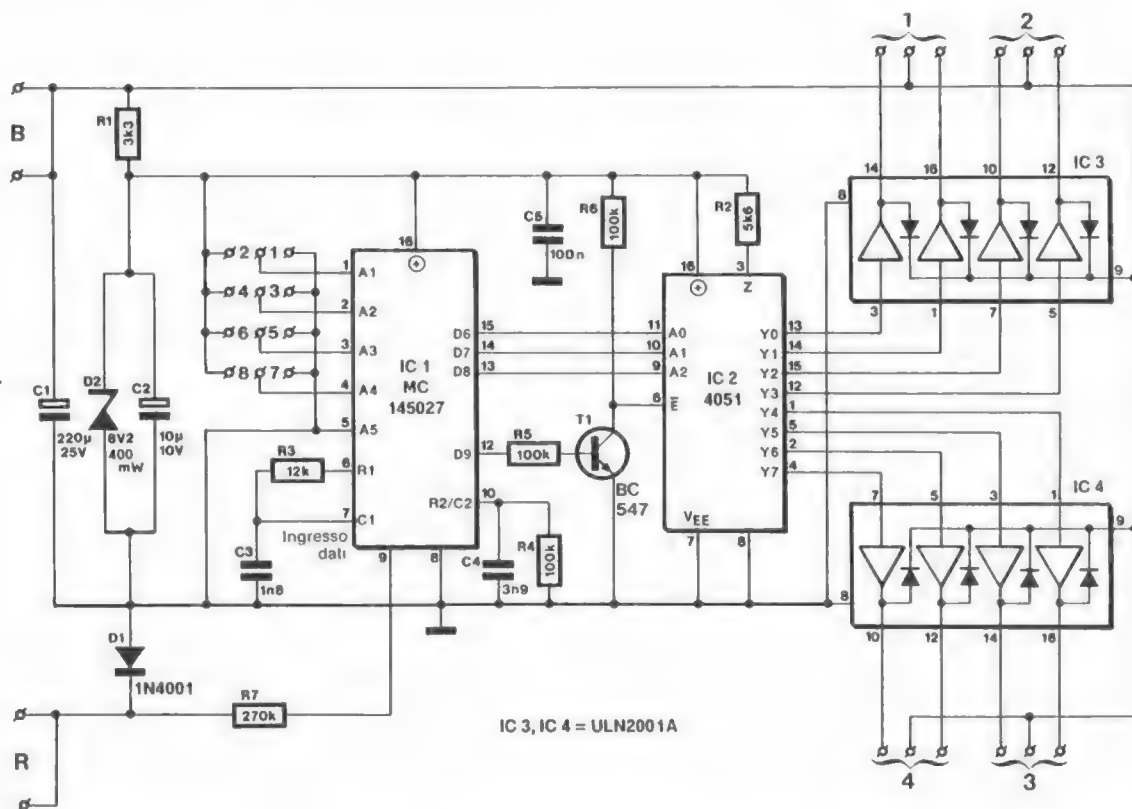 1 2
B
R1
3k3
14 16 10 12
IC 3
8
9
3 1 7 5
2 1
4 3
6 5
8 7
16
1 A1
2 A2
3 A3
4 A4
5 A5
6 R1
7 C1
IC 1
MC
145027
D6 15
D7 14
D8 13
D9 12
R2/C2 10
9 8
Ingresso
dati
C5
100n
R6
100k
R2
5k6
16 3
Z
11 A0
10 A1
9 A2
6 E
IC 2
4051
Y0 13
Y1 14
Y2 15
Y3 12
Y4 1
Y5 5
Y6 2
Y7 4
VEE
7 8
C1
220µ
25V
D2
8V2
400
mW
C2
10µ
10V
R3
12k
C3
1n8
R5
100k
T1
BC
547
C4
3n9
R4
100k
7 5 3 1
IC 4
9
8
10 12 14 16
D1
1N4001
R7
270k
R
IC 3, IC 4 = ULN2001A
4 3